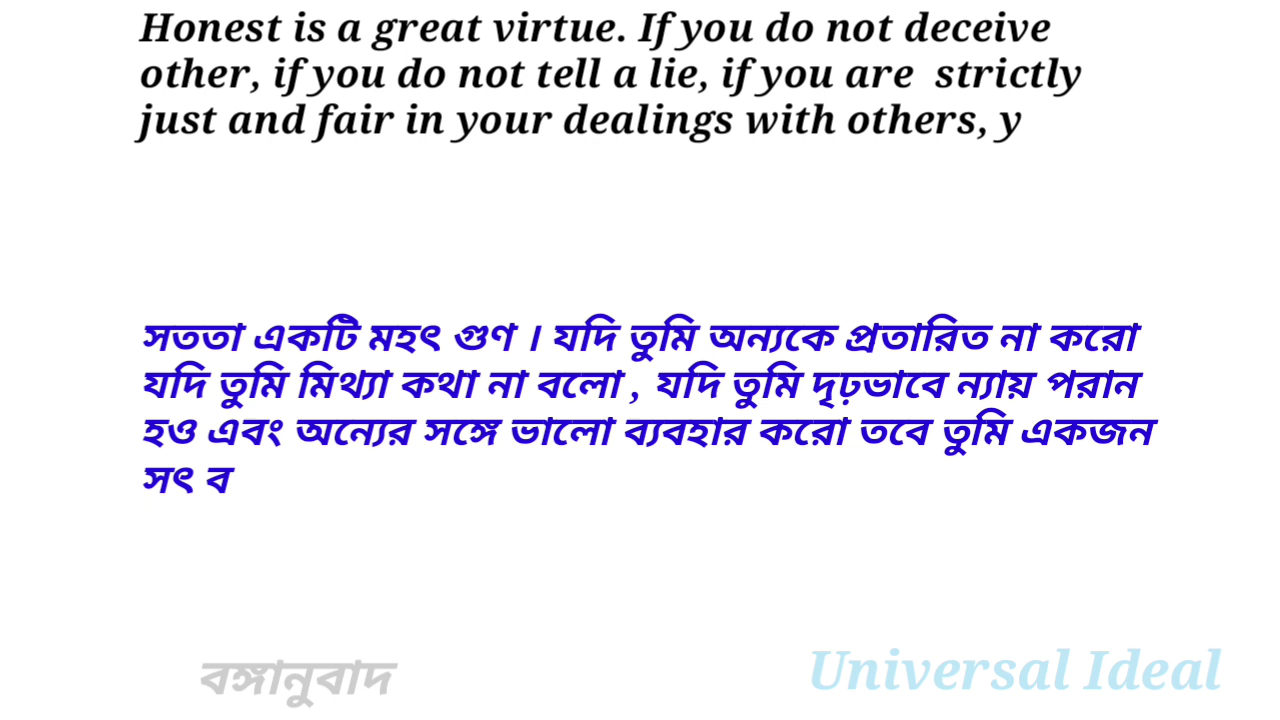 Honest is a great virtue. If you do not deceive
other, if you do not tell a lie, if you are strictly
just and fair in your dealings with others, y
সততা একটি মহৎ গুণ । যদি তুমি অন্যকে প্রতারিত না করো
যদি তুমি মিথ্যা কথা না বলো , যদি তুমি দৃঢ়ভাবে ন্যায় পরান
হও এবং অন্যের সঙ্গে ভালো ব্যবহার করো তবে তুমি একজন
সৎ ব
বঙ্গানুবাদ
Universal Ideal